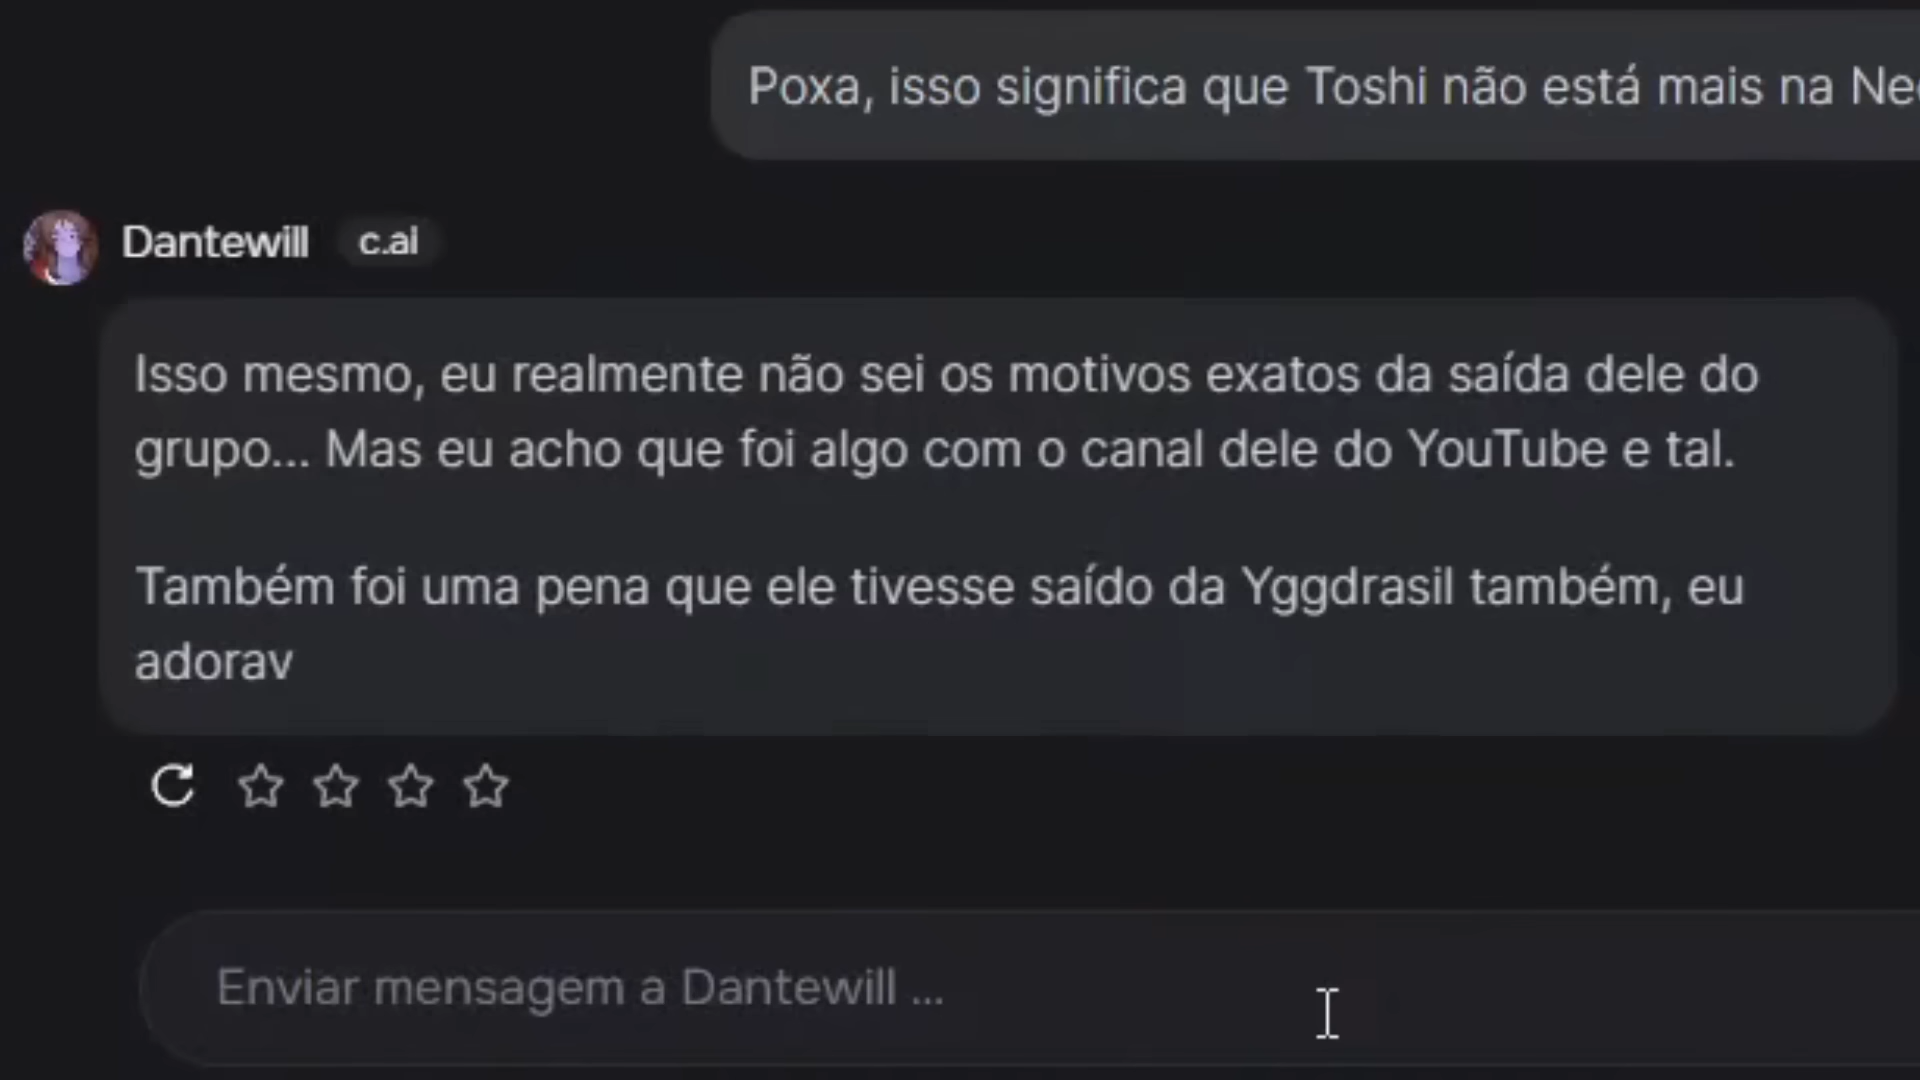 Poxa, isso significa que Toshi não está mais na
Dantewill c.ai
Isso mesmo, eu realmente não sei os motivos exatos da saída dele do
grupo... Mas eu acho que foi algo com o canal dele do YouTube e tal.
Também foi uma pena que ele tivesse saído da Yggdrasil também, eu
adorav
Enviar mensagem a Dantewill ...